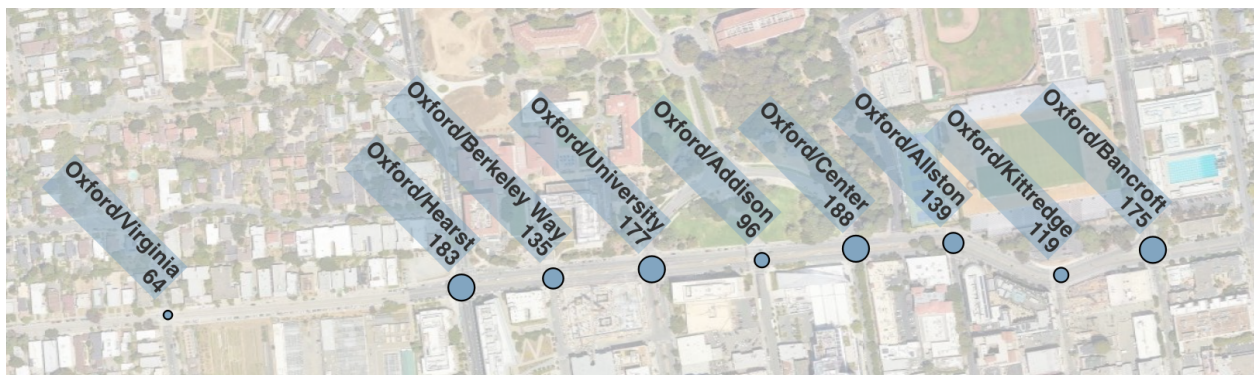 Oxford/Virginia
64
Oxford/Hearst
183
Oxford/Berkeley Way
135
Oxford/University
177
Oxford/Addison
96
Oxford/Center
188
Oxford/Allston
139
Oxford/Kittredge
119
Oxford/Bancroft
175